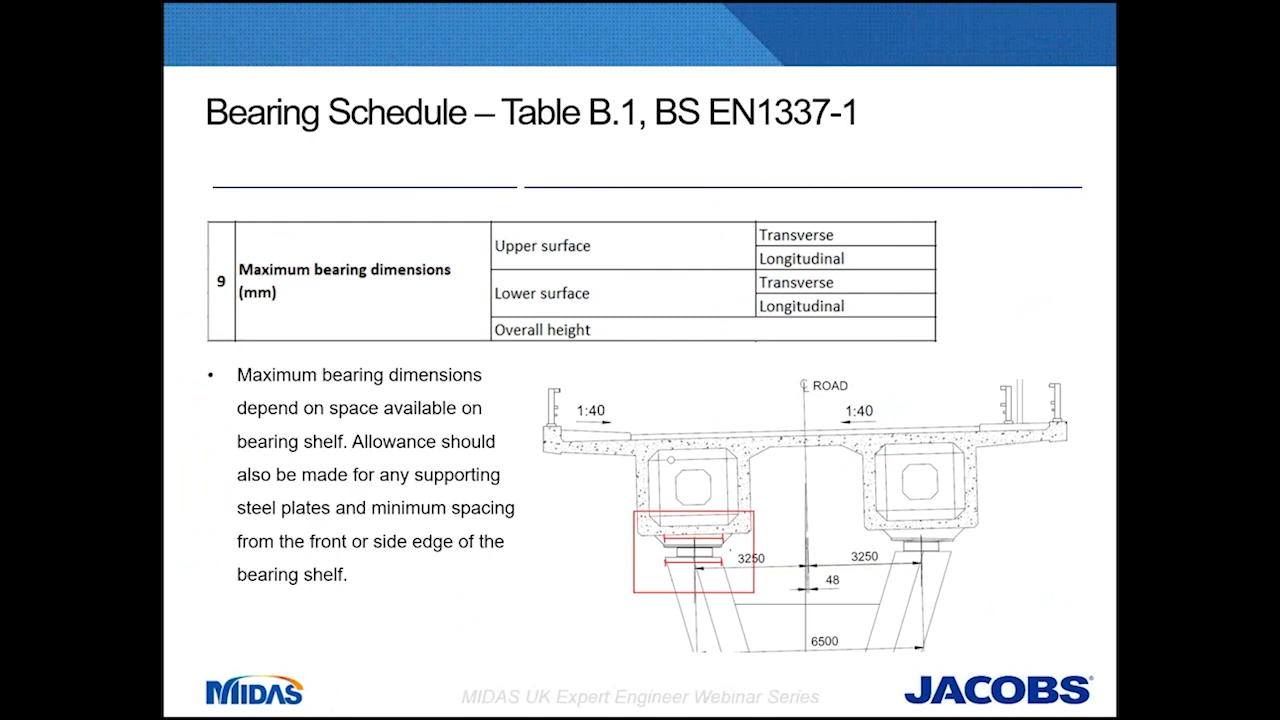 Bearing Schedule – Table B.1, BS EN1337-1
9
Maximum bearing dimensions
(mm)
Upper surface
Transverse
Longitudinal
Lower surface
Transverse
Longitudinal
Overall height
• Maximum bearing dimensions
depend on space available on
bearing shelf. Allowance should
also be made for any supporting
steel plates and minimum spacing
from the front or side edge of the
bearing shelf.
℄ ROAD
1:40
1:40
3250
3250
48
6500
MIDAS
MIDAS UK Expert Engineer Webinar Series
JACOBS®